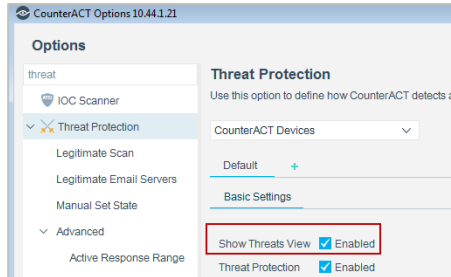 CounterACT Options 10.44.1.21
Options
threat
IOC Scanner
Threat Protection
Legitimate Scan
Legitimate Email Servers
Manual Set State
Advanced
Active Response Range
Threat Protection
Use this option to define how CounterACT detects
CounterACT Devices
Default +
Basic Settings
Show Threats View Enabled
Threat Protection Enabled